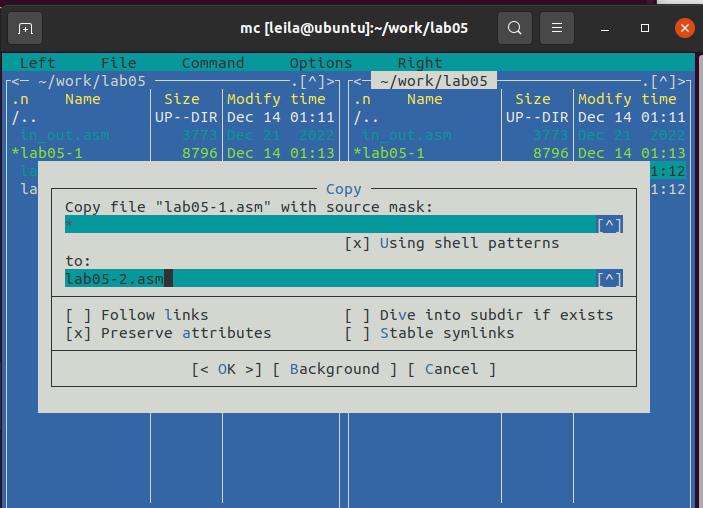 mc [leila@ubuntu]:~/work/lab05
Left File Command Options Right
<─ ~/work/lab05 ─.[^]>
<─ ~/work/lab05 ─.[^]>
.n Name Size Modify time .n Name Size Modify time
/.. UP--DIR Dec 14 01:11 /.. UP--DIR Dec 14 01:11
in_out.asm 3773 Dec 21 2022 in_out.asm 3773 Dec 21 2022
*lab05-1 8796 Dec 14 01:13 *lab05-1 8796 Dec 14 01:13
la 1:12
la 1:12
Copy
Copy file "lab05-1.asm" with source mask:
* [^]
[x] Using shell patterns
to:
lab05-2.asm [^]
[ ] Follow links [ ] Dive into subdir if exists
[x] Preserve attributes [ ] Stable symlinks
[< OK >] [ Background ] [ Cancel ]